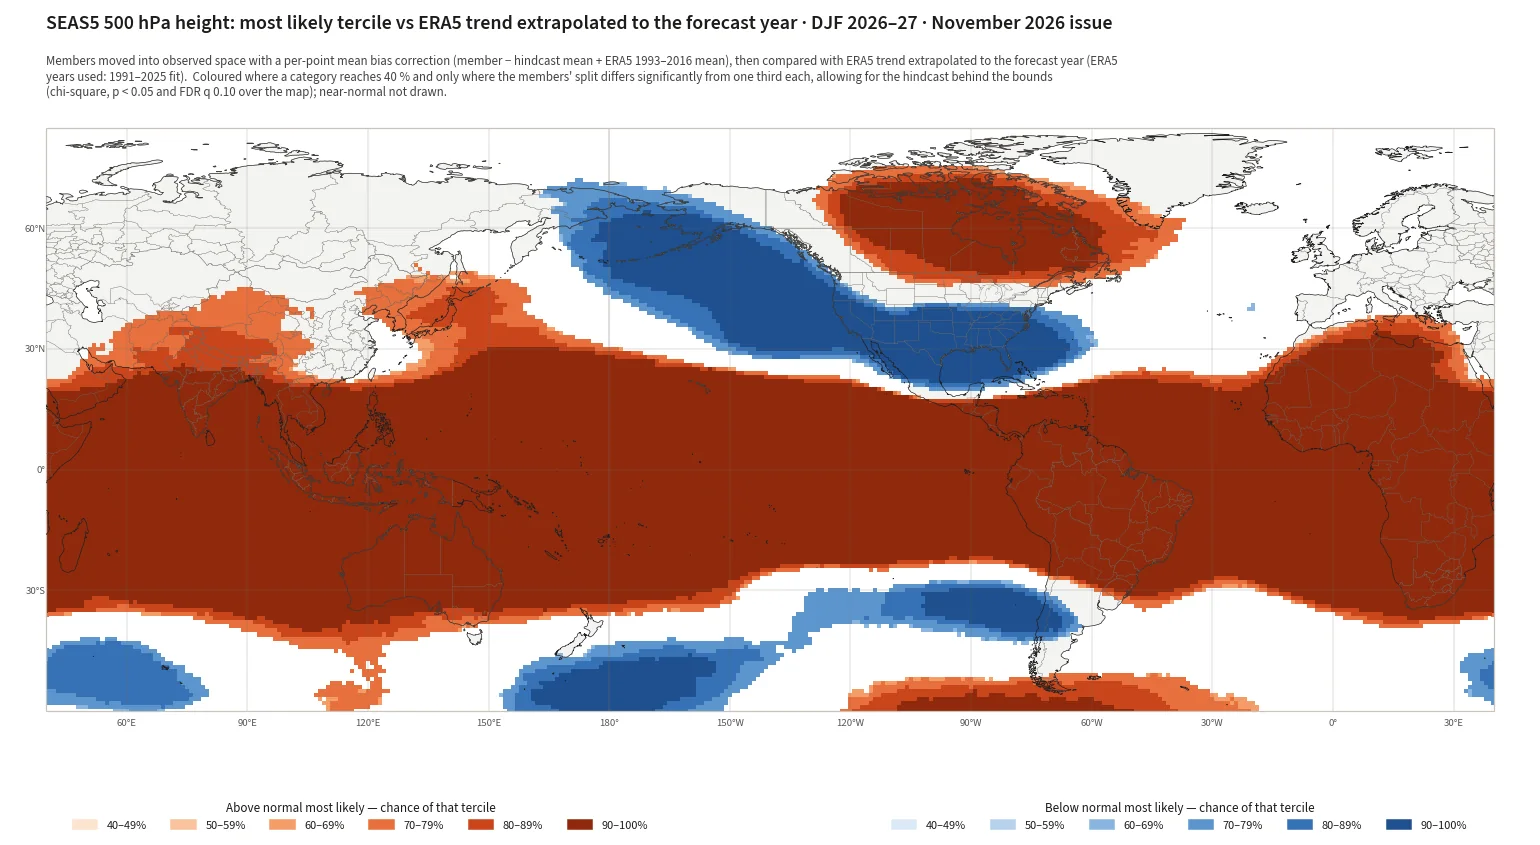 SEAS5 500 hPa height: most likely tercile vs ERA5 trend extrapolated to the forecast year · DJF 2026–27 · November 2026 issue
Members moved into observed space with a per-point mean bias correction (member − hindcast mean + ERA5 1993–2016 mean), then compared with ERA5 trend extrapolated to the forecast year (ERA5
years used: 1991–2025 fit). Coloured where a category reaches 40 % and only where the members' split differs significantly from one third each, allowing for the hindcast behind the bounds
(chi-square, p < 0.05 and FDR q 0.10 over the map); near-normal not drawn.
60°N
30°N
0°
30°S
60°E 90°E 120°E 150°E 180° 150°W 120°W 90°W 60°W 30°W 0° 30°E
Above normal most likely — chance of that tercile
40–49% 50–59% 60–69% 70–79% 80–89% 90–100%
Below normal most likely — chance of that tercile
40–49% 50–59% 60–69% 70–79% 80–89% 90–100%